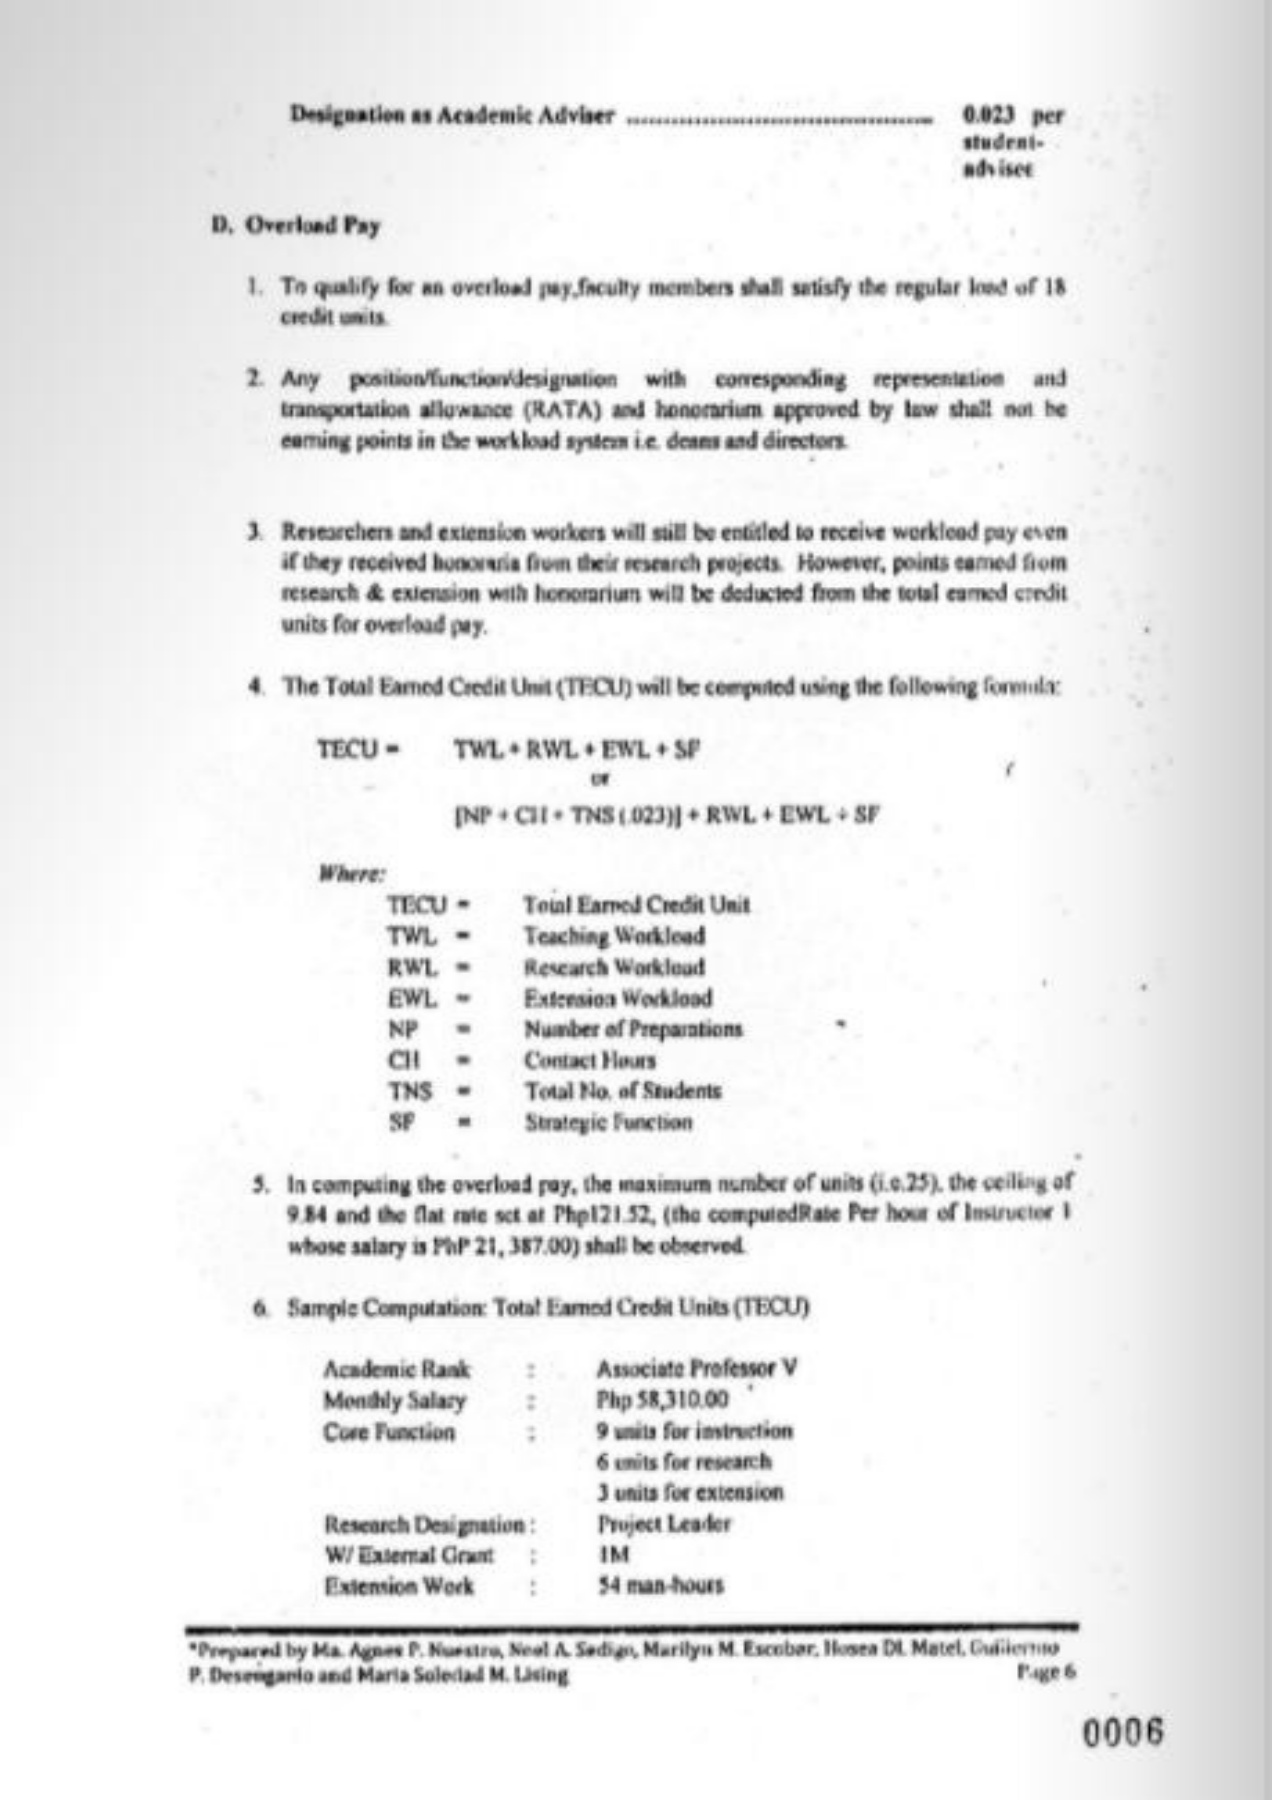 Designation as Academic Adviser ........................................ 0.023 per
student-
advisee
D. Overload Pay
1. To qualify for an overload pay,faculty members shall satisfy the regular load of 18
credit units.
2. Any position/function/designation with corresponding representation and
transportation allowance (RATA) and honorarium approved by law shall not be
earning points in the workload system i.e. deans and directors.
3. Researchers and extension workers will still be entitled to receive workload pay even
if they received honoraria from their research projects. However, points earned from
research & extension with honorarium will be deducted from the total earned credit
units for overload pay.
4. The Total Earned Credit Unit (TECU) will be computed using the following formula:
TECU = TWL + RWL + EWL + SF
or
[NP + CH + TNS (.023)] + RWL + EWL + SF
Where:
TECU = Total Earned Credit Unit
TWL = Teaching Workload
RWL = Research Workload
EWL = Extension Workload
NP = Number of Preparations
CH = Contact Hours
TNS = Total No. of Students
SF = Strategic Function
5. In computing the overload pay, the maximum number of units (i.e.25), the ceiling of
9.84 and the flat rate set at Php121.52, (the computedRate Per hour of Instructor I
whose salary is PhP 21, 387.00) shall be observed.
6. Sample Computation: Total Earned Credit Units (TECU)
Academic Rank : Associate Professor V
Monthly Salary : Php 58,310.00
Core Function : 9 units for instruction
6 units for research
3 units for extension
Research Designation : Project Leader
W/ External Grant : 1M
Extension Work : 54 man-hours
*Prepared by Ma. Agnes P. Nuestro, Noel A. Sedigo, Marilyn M. Escobar, Hosea DL Matel, Guillermo
P. Desenganio and Maria Soledad M. Lising Page 6
0006